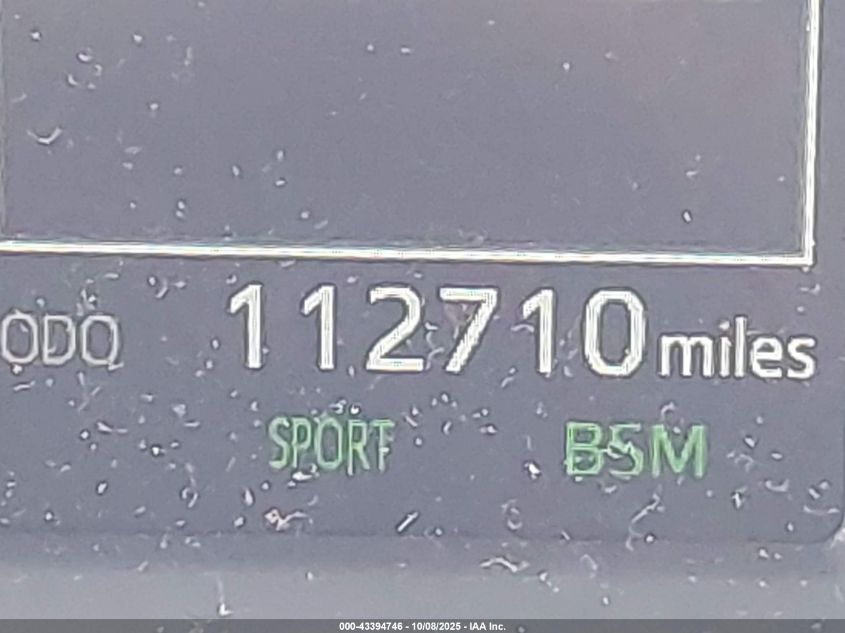 ODO 112710 miles
SPORT BSM
000-43394746 - 10/08/2025 - IAA Inc.